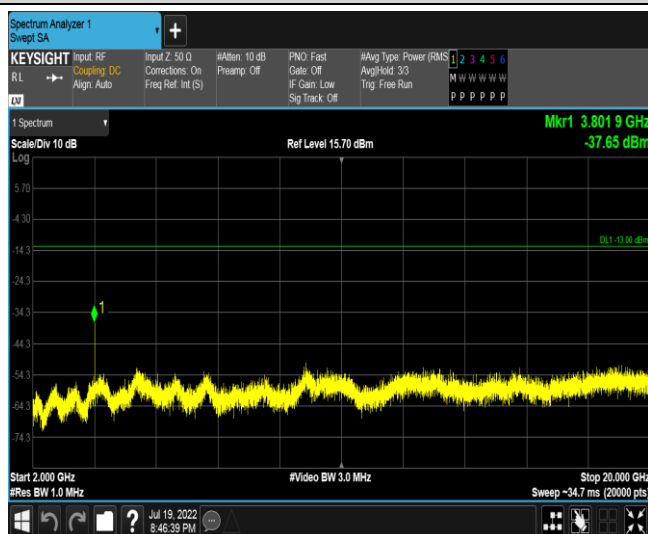 Spectrum Analyzer 1
Swept SA
KEYSIGHT
RL
LXI
Input: RF
Coupling: DC
Align: Auto
Input Z: 50 Ω
Corrections: On
Freq Ref: Int (S)
#Atten: 10 dB
Preamp: Off
PNO: Fast
Gate: Off
IF Gain: Low
Sig Track: Off
#Avg Type: Power (RMS
Avg|Hold: 3/3
Trig: Free Run
1 2 3 4 5 6
M W W W W W
P P P P P P
1 Spectrum
Scale/Div 10 dB
Ref Level 15.70 dBm
Mkr1 3.801 9 GHz
-37.65 dBm
Log
5.70
-4.30
DL1 -13.00 dBm
-14.3
-24.3
-34.3
1
-44.3
-54.3
-64.3
-74.3
Start 2.000 GHz
#Video BW 3.0 MHz
Stop 20.000 GHz
#Res BW 1.0 MHz
Sweep ~34.7 ms (20000 pts)
Jul 19, 2022
8:46:39 PM